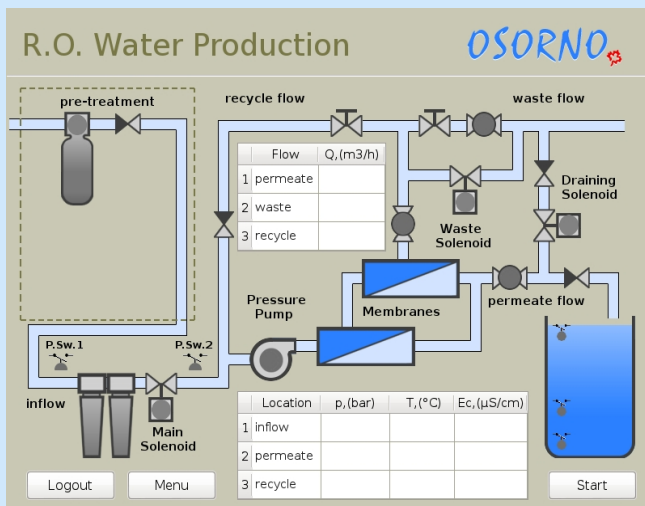 R.O. Water Production
OSORNO
pre-treatment
recycle flow
waste flow
Flow Q,(m3/h)
1 permeate
2 waste
3 recycle
Draining
Solenoid
Waste
Solenoid
Pressure
Pump
Membranes
permeate flow
P.Sw.1
P.Sw.2
inflow
Main
Solenoid
Location p,(bar) T,(°C) Ec,(µS/cm)
1 inflow
2 permeate
3 recycle
Logout
Menu
Start